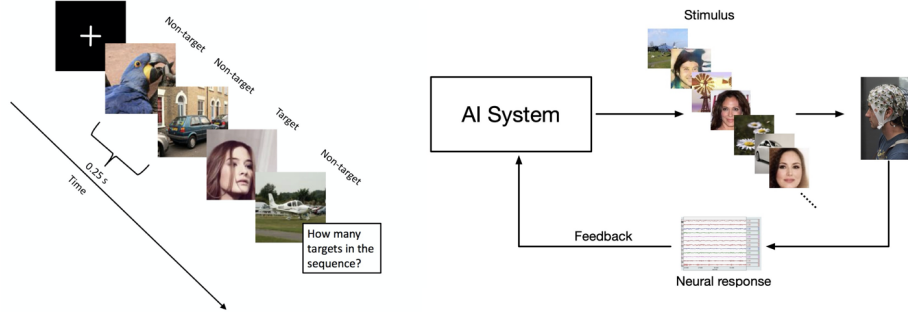 Non-target
Non-target
Target
Non-target
0.25 s
Time
How many
targets in the
sequence?
Stimulus
AI System
Feedback
Neural response